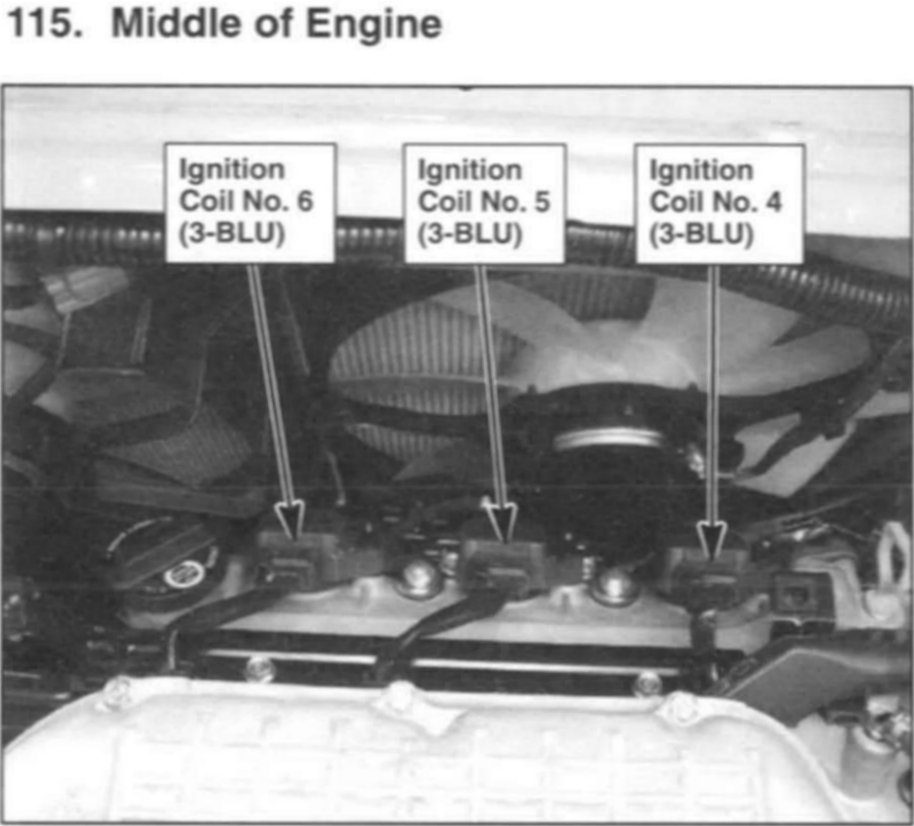 115. Middle of Engine
Ignition
Coil No. 6
(3-BLU)
Ignition
Coil No. 5
(3-BLU)
Ignition
Coil No. 4
(3-BLU)